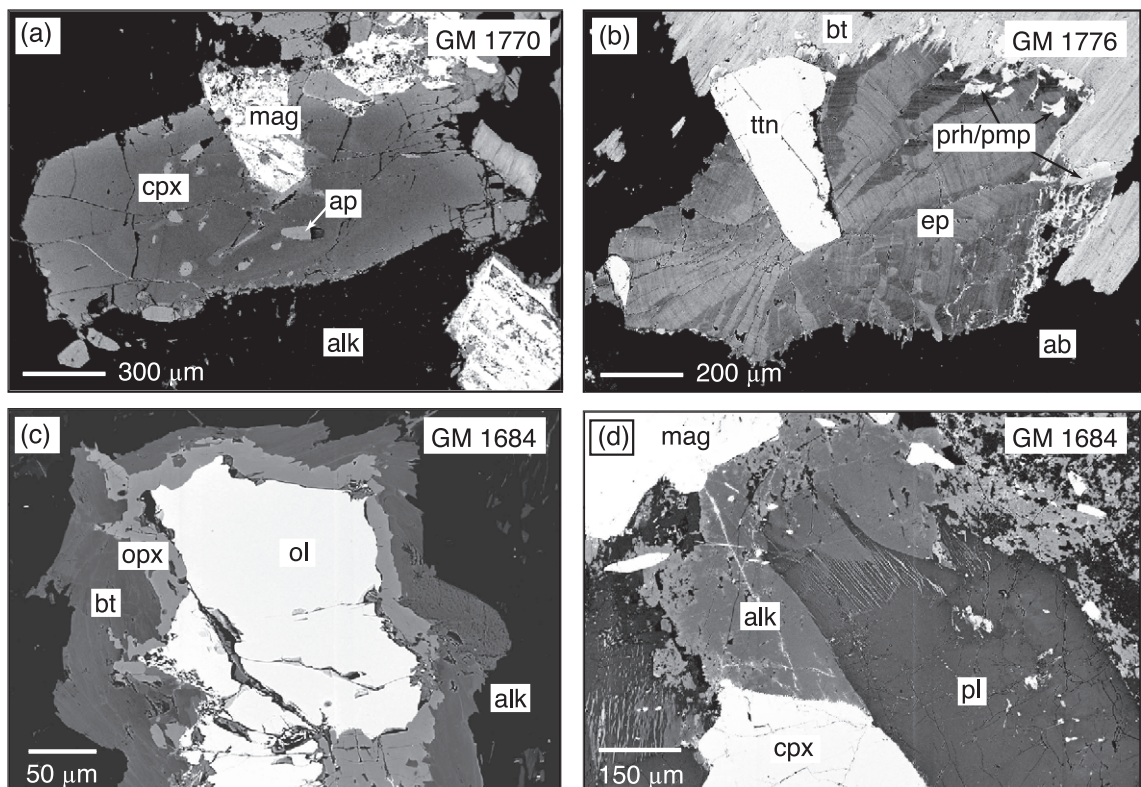 (a)
GM 1770
mag
cpx
ap
alk
300 μm
(b)
bt
GM 1776
ttn
prh/pmp
ep
ab
200 μm
(c)
GM 1684
opx
ol
bt
alk
50 μm
(d)
mag
GM 1684
alk
pl
cpx
150 μm